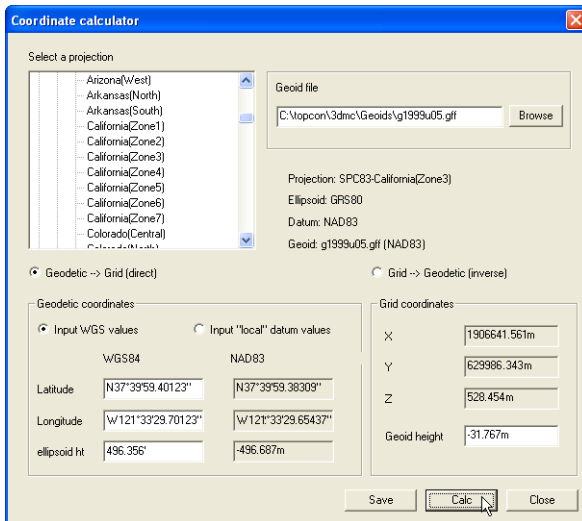 Coordinate calculator
Select a projection
Arizona(West)
Arkansas(North)
Arkansas(South)
California(Zone1)
California(Zone2)
California(Zone3)
California(Zone4)
California(Zone5)
California(Zone6)
California(Zone7)
Colorado(Central)
Colorado(North)
Geoid file
C:\topcon\3dmc\Geoids\g1999u05.gff
Browse
Projection: SPC83-California(Zone3)
Ellipsoid: GRS80
Datum: NAD83
Geoid: g1999u05.gff (NAD83)
Geodetic --> Grid (direct)
Grid --> Geodetic (inverse)
Geodetic coordinates
Input WGS values
Input "local" datum values
WGS84
NAD83
Latitude
N37°39'59.40123"
N37°39'59.38309"
Longitude
W121°33'29.70123"
W121°33'29.65437"
ellipsoid ht
496.356'
-496.687m
Grid coordinates
X
1906641.561m
Y
629986.343m
Z
528.454m
Geoid height
-31.767m
Save
Calc
Close